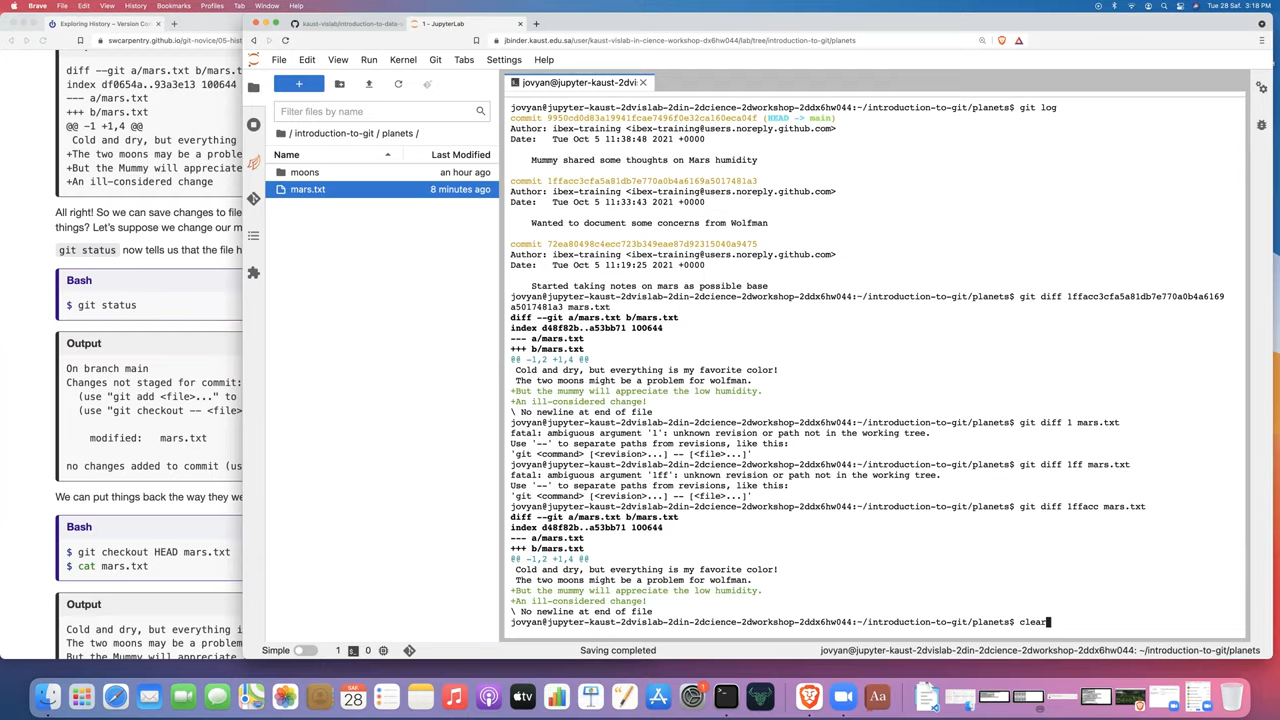 Brave File Edit View History Bookmarks Profiles Tab Window Help
Tue 28 Saf. 3:18 PM
Exploring History – Version Con
kaust-vislab/introduction-to-data-s
1 – JupyterLab
swcarpentry.github.io/git-novice/05-hist
jbinder.kaust.edu.sa/user/kaust-vislab-in-cience-workshop-dx6hw044/lab/tree/introduction-to-git/planets
diff --git a/mars.txt b/mars.t
index df0654a..93a3e13 100644
--- a/mars.txt
+++ b/mars.txt
@@ -1 +1,4 @@
Cold and dry, but everything
+The two moons may be a proble
+But the Mummy will appreciate
+An ill-considered change
All right! So we can save changes to file
things? Let's suppose we change our m
git status now tells us that the file h
Bash
$ git status
Output
On branch main
Changes not staged for commit:
(use "git add <file>..." to
(use "git checkout -- <file>
modified: mars.txt
no changes added to commit (us
We can put things back the way they we
Bash
$ git checkout HEAD mars.txt
$ cat mars.txt
Output
Cold and dry, but everything i
The two moons may be a problem
But the Mummy will appreciate
File Edit View Run Kernel Git Tabs Settings Help
+
Filter files by name
/ introduction-to-git / planets /
Name Last Modified
moons an hour ago
mars.txt 8 minutes ago
jovyan@jupyter-kaust-2dvis:
jovyan@jupyter-kaust-2dvislab-2din-2dcience-2dworkshop-2ddx6hw044:~/introduction-to-git/planets$ git log
commit 9950cd0d83a19941fcae7496f0e32ca160eca04f (HEAD -> main)
Author: ibex-training <ibex-training@users.noreply.github.com>
Date: Tue Oct 5 11:38:48 2021 +0000
Mummy shared some thoughts on Mars humidity
commit 1ffacc3cfa5a81db7e770a0b4a6169a5017481a3
Author: ibex-training <ibex-training@users.noreply.github.com>
Date: Tue Oct 5 11:33:43 2021 +0000
Wanted to document some concerns from Wolfman
commit 72ea80498c4ecc723b349eae87d92315040a9475
Author: ibex-training <ibex-training@users.noreply.github.com>
Date: Tue Oct 5 11:19:25 2021 +0000
Started taking notes on mars as possible base
jovyan@jupyter-kaust-2dvislab-2din-2dcience-2dworkshop-2ddx6hw044:~/introduction-to-git/planets$ git diff 1ffacc3cfa5a81db7e770a0b4a6169
a5017481a3 mars.txt
diff --git a/mars.txt b/mars.txt
index d48f82b..a53bb71 100644
--- a/mars.txt
+++ b/mars.txt
@@ -1,2 +1,4 @@
Cold and dry, but everything is my favorite color!
The two moons might be a problem for wolfman.
+But the mummy will appreciate the low humidity.
+An ill-considered change!
\ No newline at end of file
jovyan@jupyter-kaust-2dvislab-2din-2dcience-2dworkshop-2ddx6hw044:~/introduction-to-git/planets$ git diff 1 mars.txt
fatal: ambiguous argument '1': unknown revision or path not in the working tree.
Use '--' to separate paths from revisions, like this:
'git <command> [<revision>...] -- [<file>...]'
jovyan@jupyter-kaust-2dvislab-2din-2dcience-2dworkshop-2ddx6hw044:~/introduction-to-git/planets$ git diff 1ff mars.txt
fatal: ambiguous argument '1ff': unknown revision or path not in the working tree.
Use '--' to separate paths from revisions, like this:
'git <command> [<revision>...] -- [<file>...]'
jovyan@jupyter-kaust-2dvislab-2din-2dcience-2dworkshop-2ddx6hw044:~/introduction-to-git/planets$ git diff 1ffacc mars.txt
diff --git a/mars.txt b/mars.txt
index d48f82b..a53bb71 100644
--- a/mars.txt
+++ b/mars.txt
@@ -1,2 +1,4 @@
Cold and dry, but everything is my favorite color!
The two moons might be a problem for wolfman.
+But the mummy will appreciate the low humidity.
+An ill-considered change!
\ No newline at end of file
jovyan@jupyter-kaust-2dvislab-2din-2dcience-2dworkshop-2ddx6hw044:~/introduction-to-git/planets$ clear
Simple 1 0 Saving completed jovyan@jupyter-kaust-2dvislab-2din-2dcience-2dworkshop-2ddx6hw044: ~/introduction-to-git/planets
SAF
28
tv
Aa